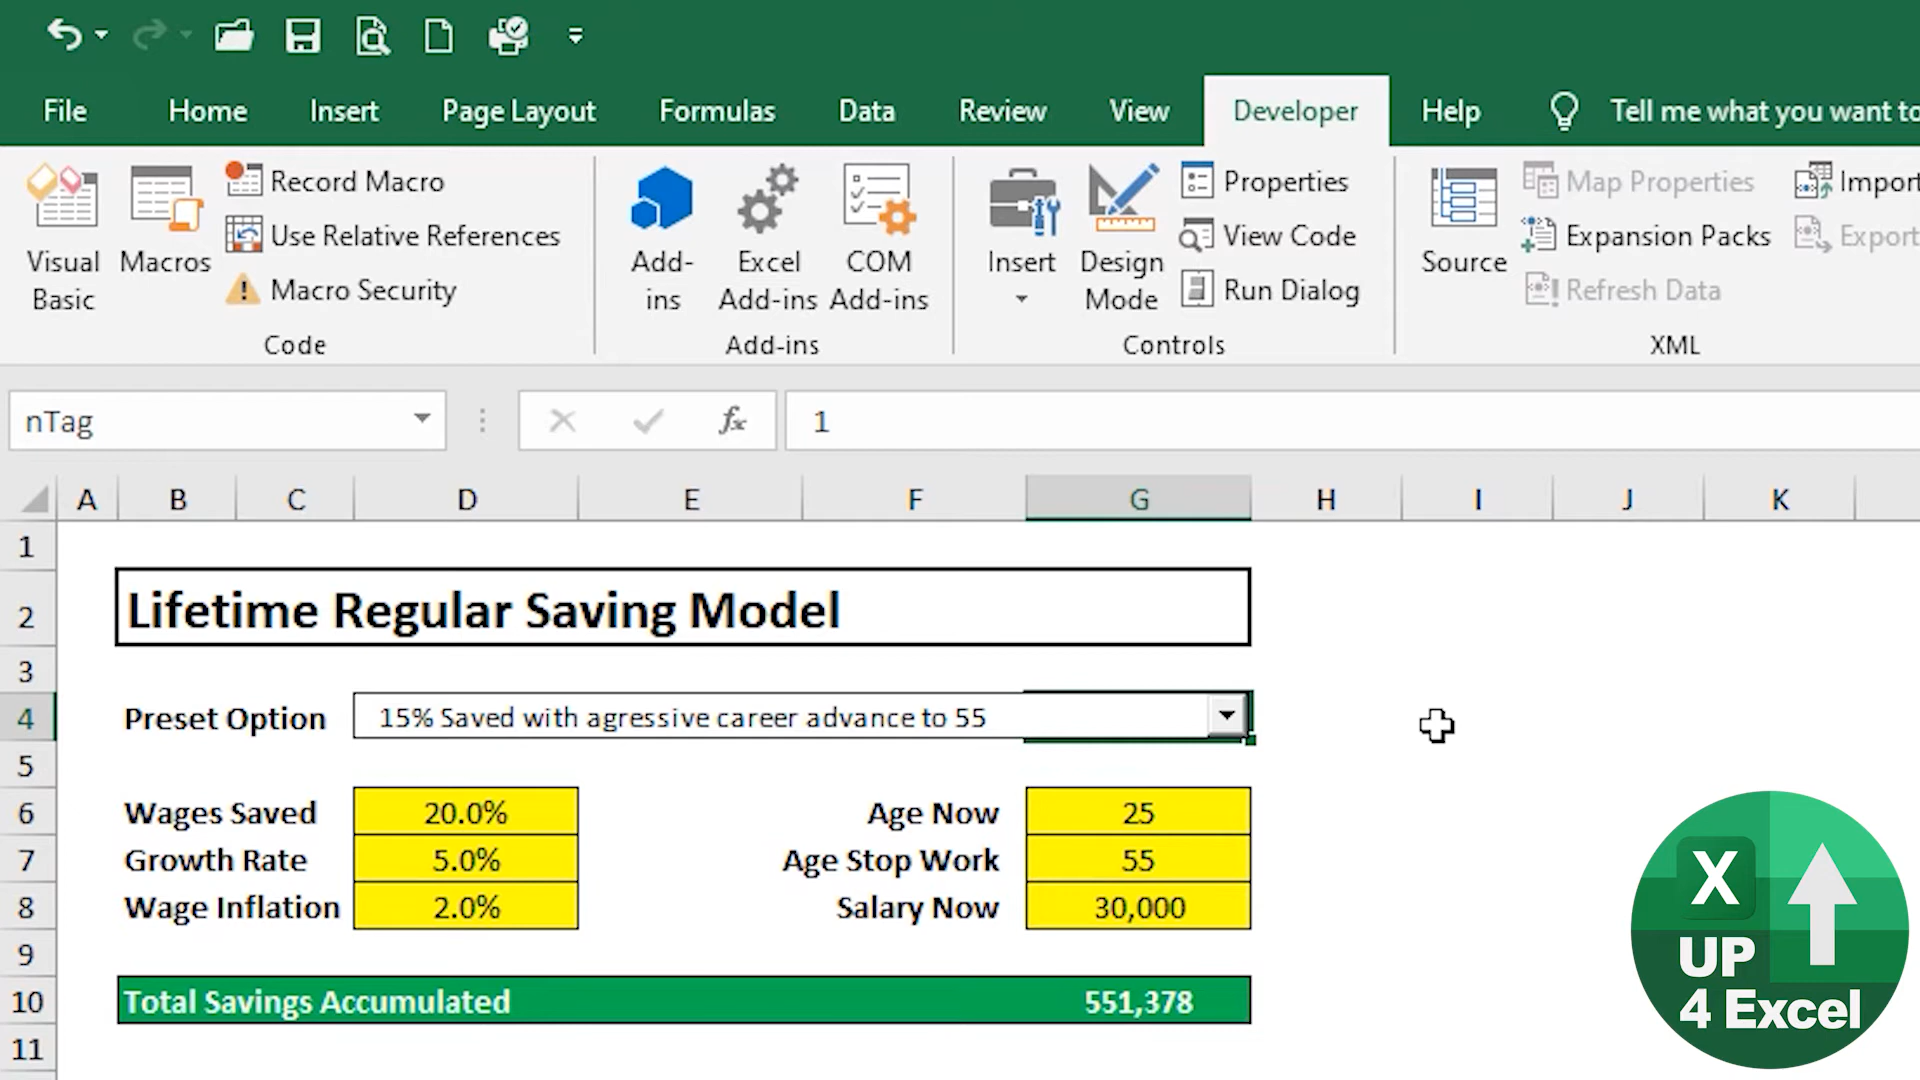 File Home Insert Page Layout Formulas Data Review View Developer Help Tell me what you want to
Visual Basic
Macros
Record Macro
Use Relative References
Macro Security
Code
Add-ins
Excel Add-ins
COM Add-ins
Add-ins
Insert
Design Mode
Properties
View Code
Run Dialog
Controls
Source
Map Properties
Expansion Packs
Refresh Data
Import
Export
XML
nTag fx 1
A B C D E F G H I J K
1
2 Lifetime Regular Saving Model
3
4 Preset Option 15% Saved with agressive career advance to 55
5
6 Wages Saved 20.0% Age Now 25
7 Growth Rate 5.0% Age Stop Work 55
8 Wage Inflation 2.0% Salary Now 30,000
9
10 Total Savings Accumulated 551,378
11
X
UP
4 Excel